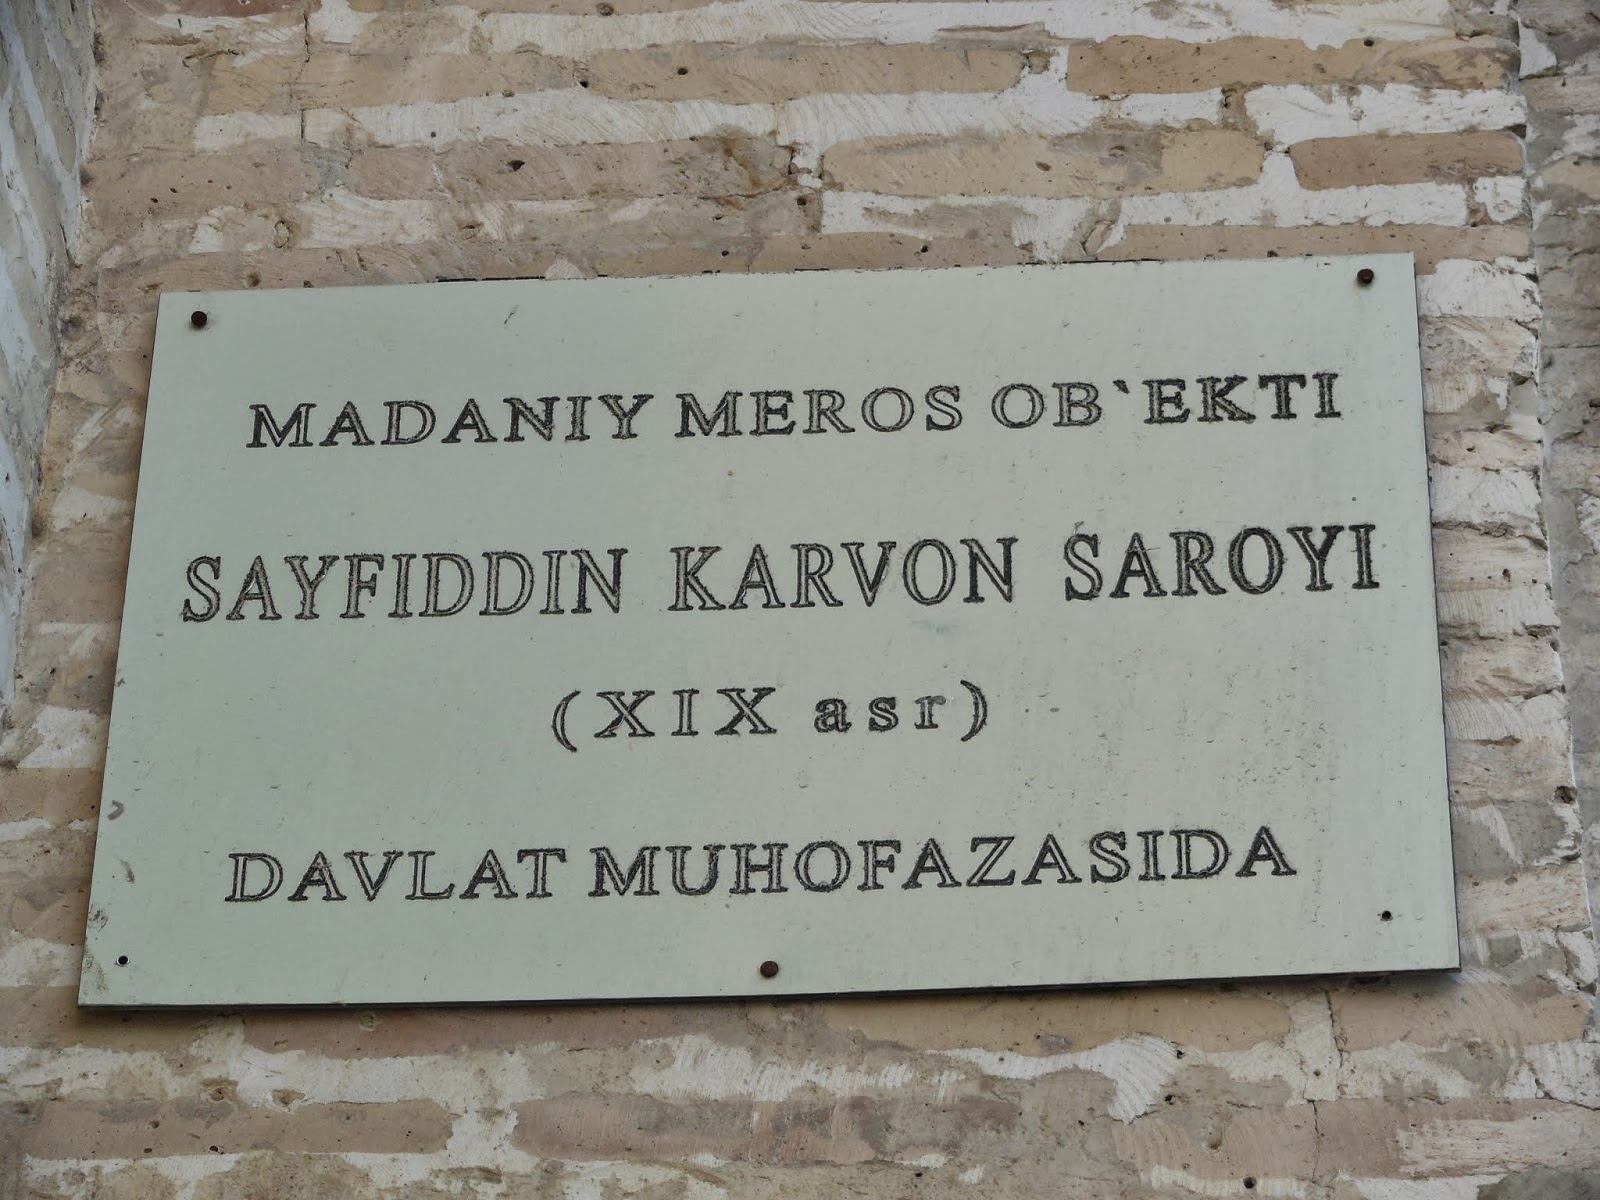 MADANIY MEROS OB`EKTI
SAYFIDDIN KARVON SAROYI
(XIX asr)
DAVLAT MUHOFAZASIDA